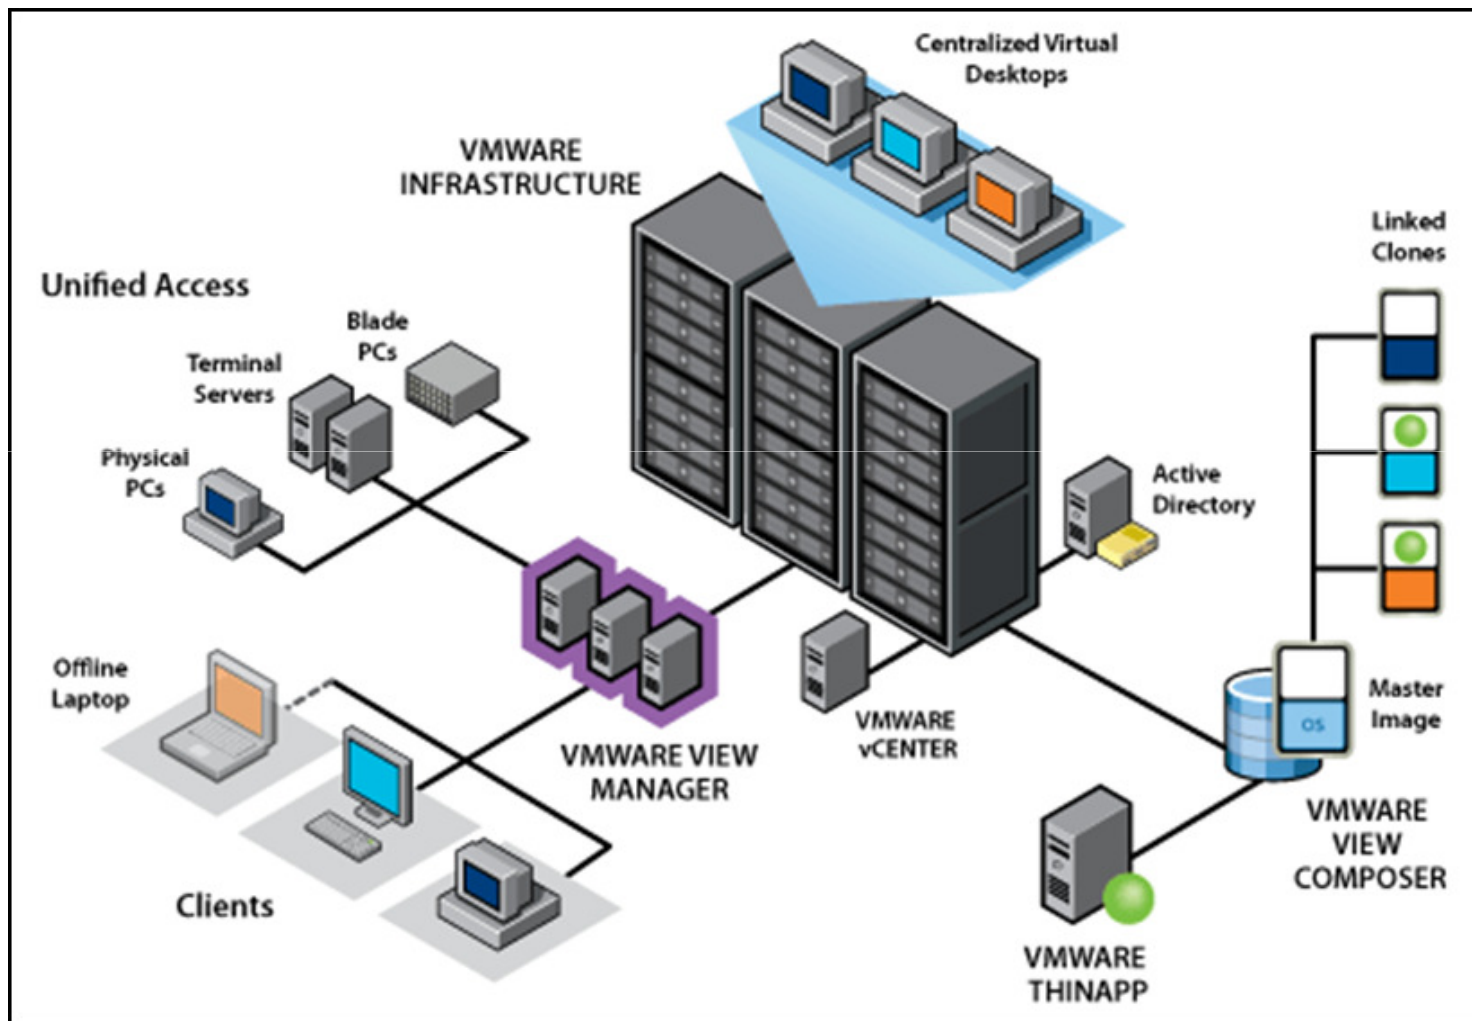 Centralized Virtual
Desktops
VMWARE
INFRASTRUCTURE
Linked
Clones
Unified Access
Blade
PCs
Terminal
Servers
Physical
PCs
Active
Directory
Offline
Laptop
VMWARE VIEW
MANAGER
VMWARE
vCENTER
Master
Image
OS
VMWARE
VIEW
COMPOSER
Clients
VMWARE
THINAPP